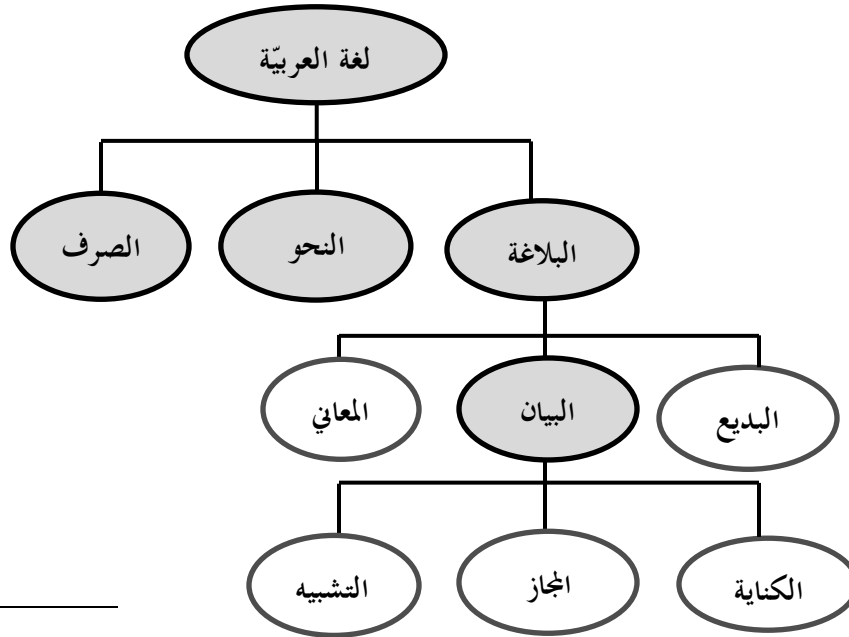 لغة العربيّة
البلاغة
النحو
الصرف
البديع
البيان
المعاني
الكناية
المجاز
التشبيه